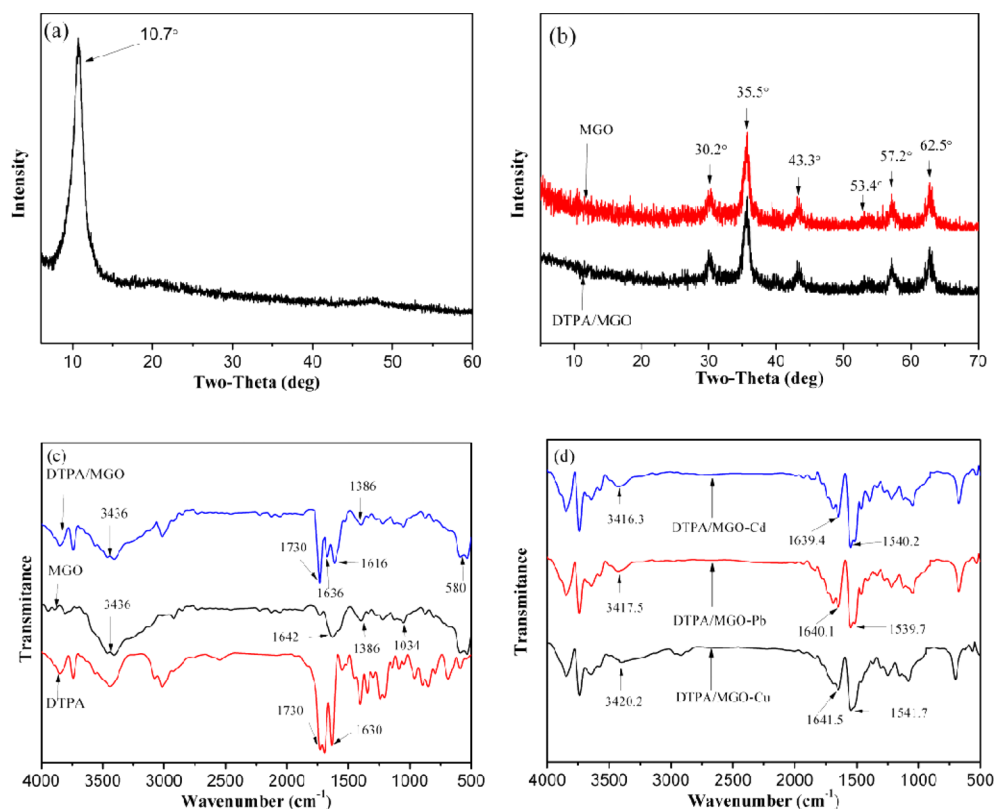 (a)
10.7°
Intensity
10 20 30 40 50 60
Two-Theta (deg)
(b)
35.5°
MGO
30.2°
43.3°
53.4°
57.2°
62.5°
DTPA/MGO
Intensity
10 20 30 40 50 60 70
Two-Theta (deg)
(c)
DTPA/MGO
3436
1386
1730
1636
1616
580
MGO
3436
1642
1386
1034
DTPA
1730
1630
Transmitance
4000 3500 3000 2500 2000 1500 1000 500
Wavenumber (cm⁻¹)
(d)
3416.3
DTPA/MGO-Cd
1639.4
1540.2
3417.5
DTPA/MGO-Pb
1640.1
1539.7
3420.2
DTPA/MGO-Cu
1641.5
1541.7
Transmitance
4000 3500 3000 2500 2000 1500 1000 500
Wavenumber (cm⁻¹)